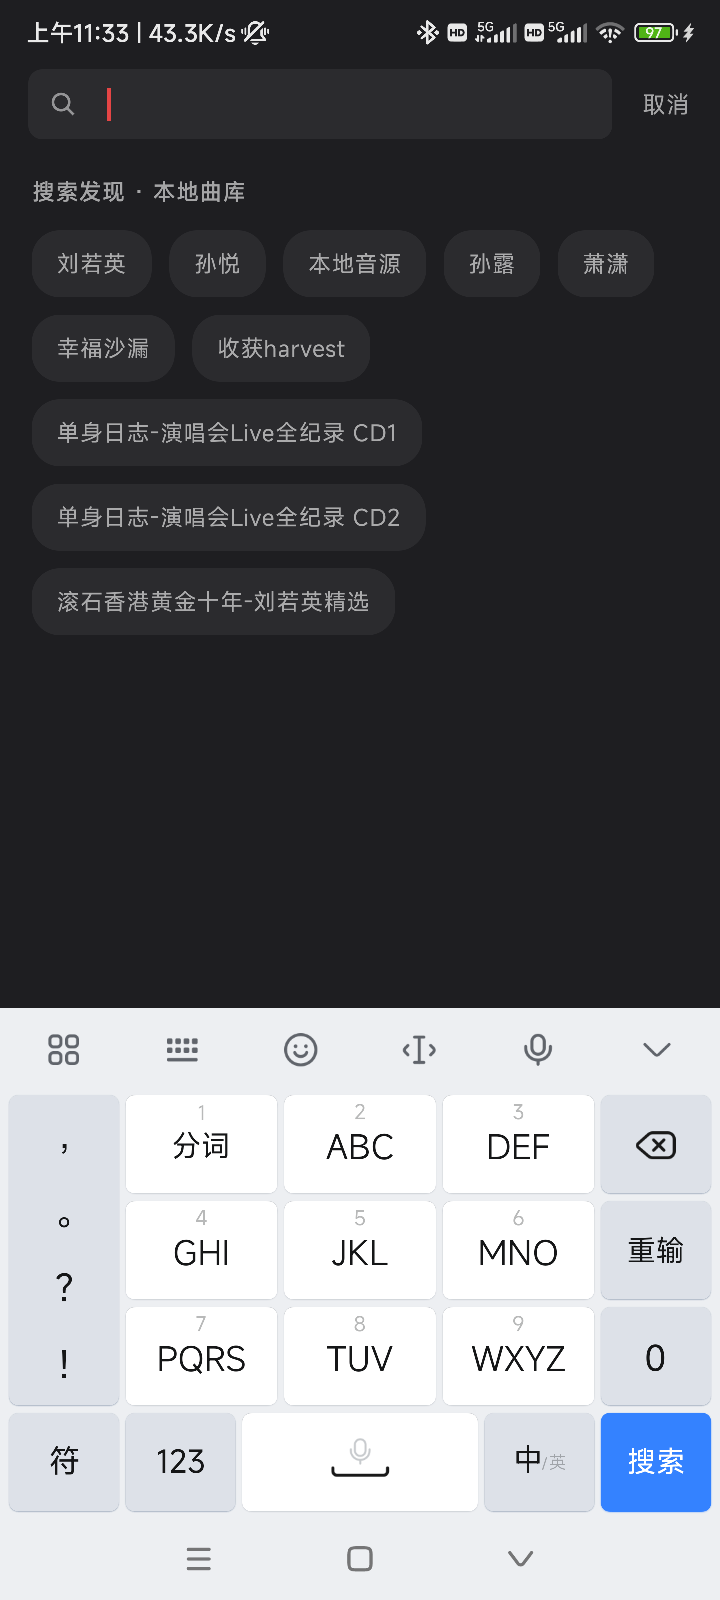 上午11:33 | 43.3K/s HD 5G HD 5G 97
取消
搜索发现 · 本地曲库
刘若英 孙悦 本地音源 孙露 萧潇
幸福沙漏 收获harvest
单身日志-演唱会Live全纪录 CD1
单身日志-演唱会Live全纪录 CD2
滚石香港黄金十年-刘若英精选
, 1 分词 2 ABC 3 DEF
。 4 GHI 5 JKL 6 MNO 重输
? 7 PQRS 8 TUV 9 WXYZ 0
!
符 123 中/英 搜索